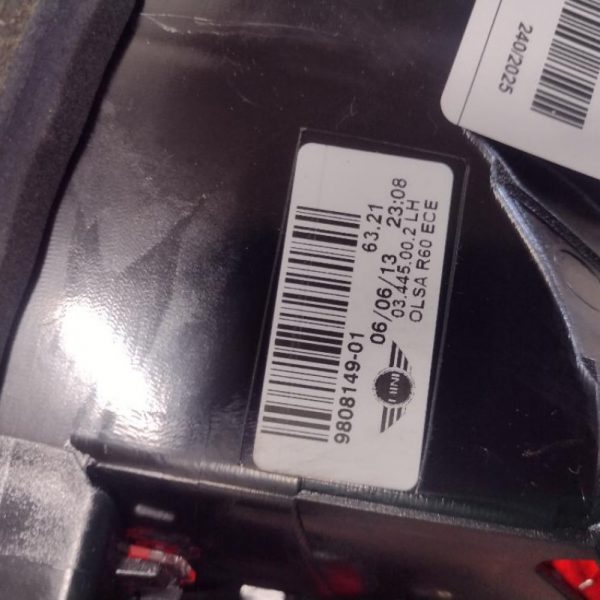 240/2025
9808149-01 63.21
06/06/13 23:08
03.445.00.2 LH
OLSA R60 ECE
MINI